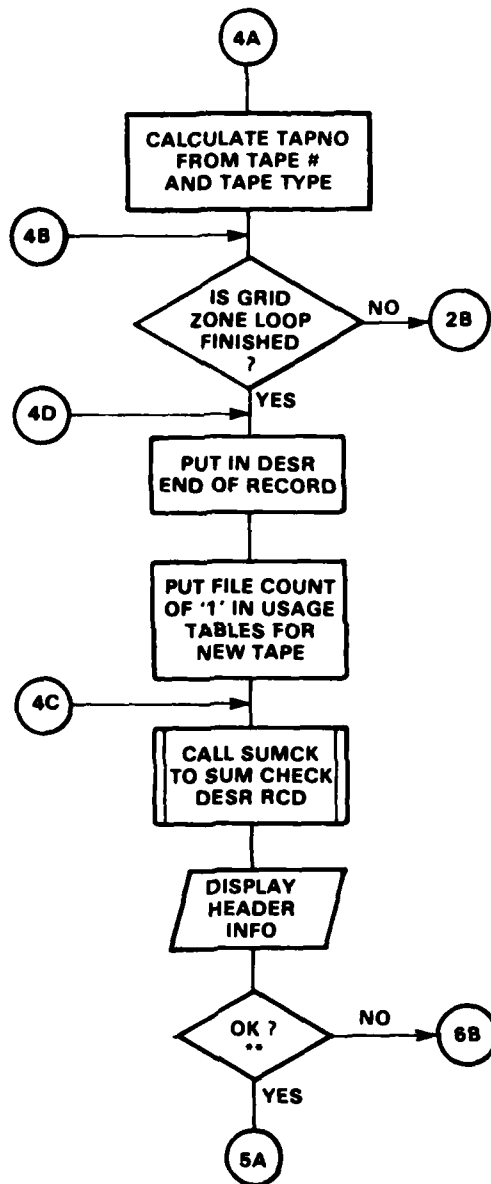 4A
CALCULATE TAPNO
FROM TAPE #
AND TAPE TYPE
4B
IS GRID
ZONE LOOP
FINISHED
?
NO
2B
YES
4D
PUT IN DESR
END OF RECORD
PUT FILE COUNT
OF '1' IN USAGE
TABLES FOR
NEW TAPE
4C
CALL SUMCK
TO SUM CHECK
DESR RCD
DISPLAY
HEADER
INFO
OK ?
**
NO
6B
YES
5A